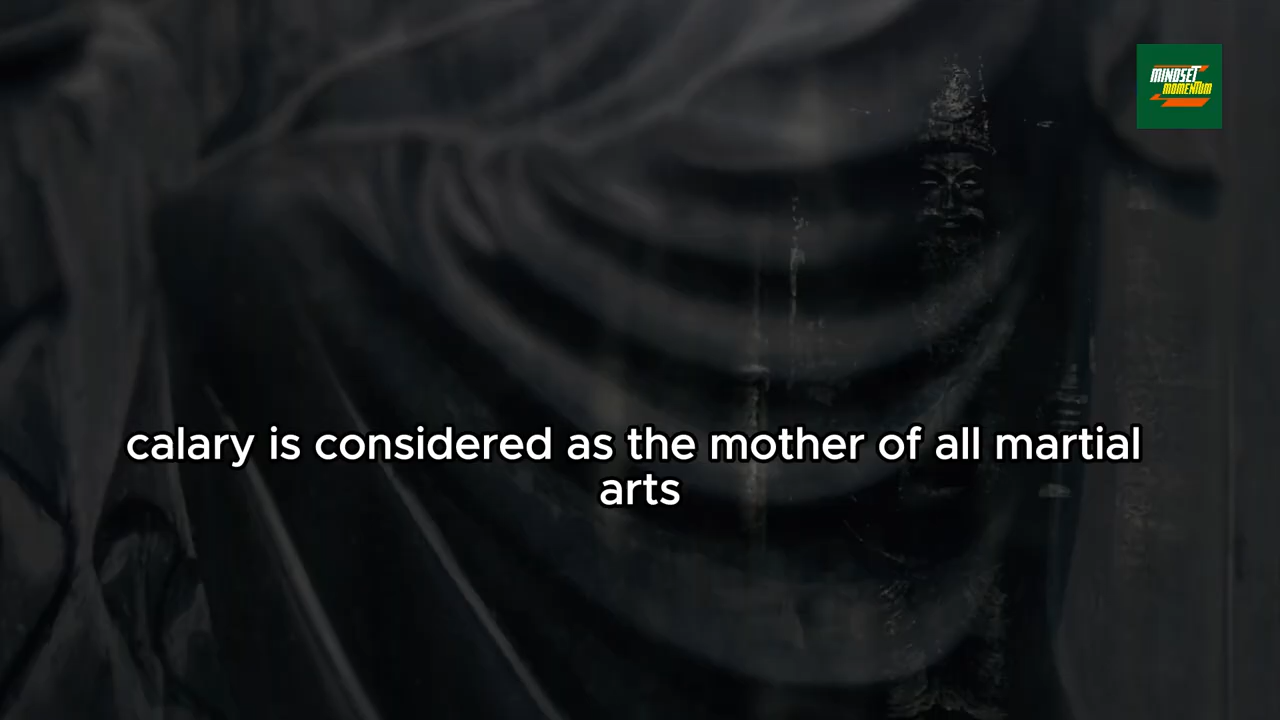 MINDSET
MOMENTUM
calary is considered as the mother of all martial
arts